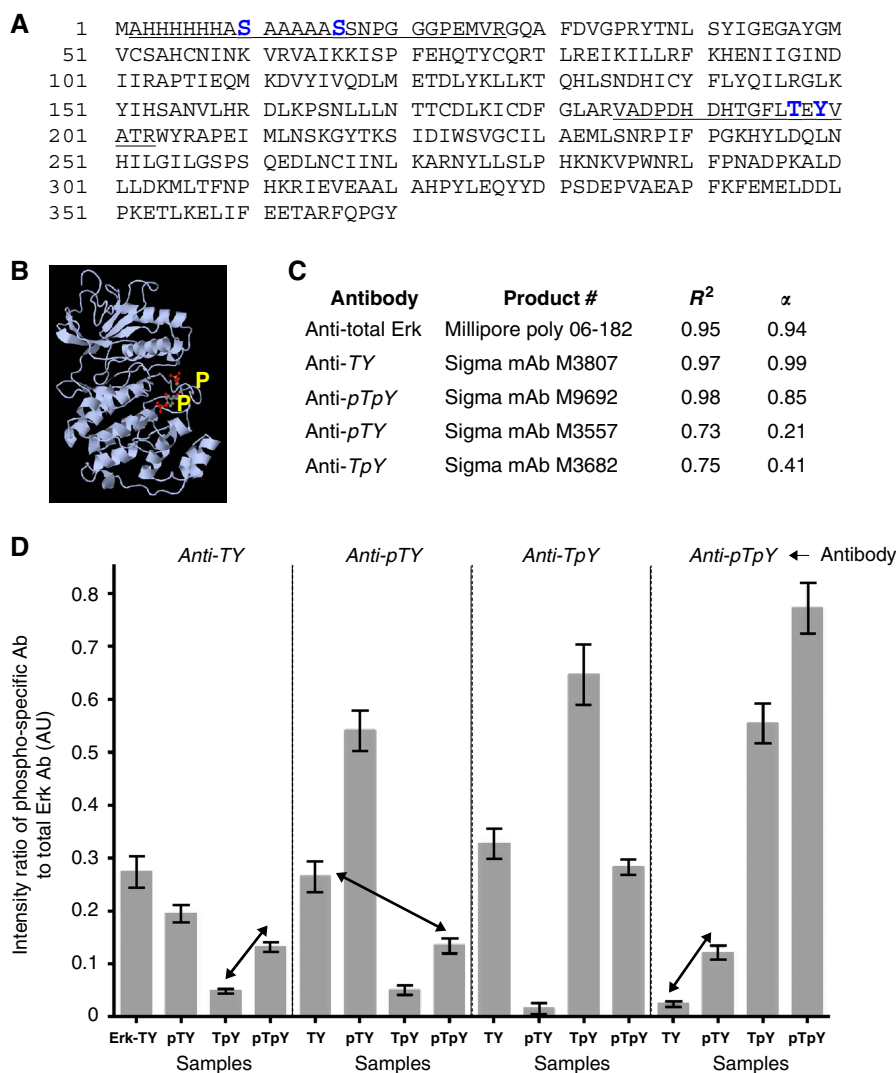 A
1 MAHHHHHHAS AAAAASSNPG GGPEMVRGQA FDVGPRYTNL SYIGEGAYGM
51 VCSAHCNINK VRVAIKKISP FEHQTYCQRT LREIKILLRF KHENIIGIND
101 IIRAPTIEQM KDVYIVQDLM ETDLYKLLKT QHLSNDHICY FLYQILRGLK
151 YIHSANVLHR DLKPSNLLLN TTCDLKICDF GLARVADPDH DHTGFLTEYV
201 ATRWYRAPEI MLNSKGYTKS IDIWSVGCIL AEMLSNRPIF PGKHYLDQLN
251 HILGILGSPS QEDLNCIINL KARNYLLSLP HKNKVPWNRL FPNADPKALD
301 LLDKMLTFNP HKRIEVEAAL AHPYLEQYYD PSDEPVAEAP FKFEMELDDL
351 PKETLKELIF EETARFQPGY
B
P
P
C
Antibody Product # R² α
Anti-total Erk Millipore poly 06-182 0.95 0.94
Anti-TY Sigma mAb M3807 0.97 0.99
Anti-pTpY Sigma mAb M9692 0.98 0.85
Anti-pTY Sigma mAb M3557 0.73 0.21
Anti-TpY Sigma mAb M3682 0.75 0.41
D
Anti-TY Anti-pTY Anti-TpY Anti-pTpY ← Antibody
Intensity ratio of phospho-specific Ab
to total Erk Ab (AU)
0.8
0.7
0.6
0.5
0.4
0.3
0.2
0.1
0
Erk-TY pTY TpY pTpY TY pTY TpY pTpY TY pTY TpY pTpY TY pTY TpY pTpY
Samples Samples Samples Samples